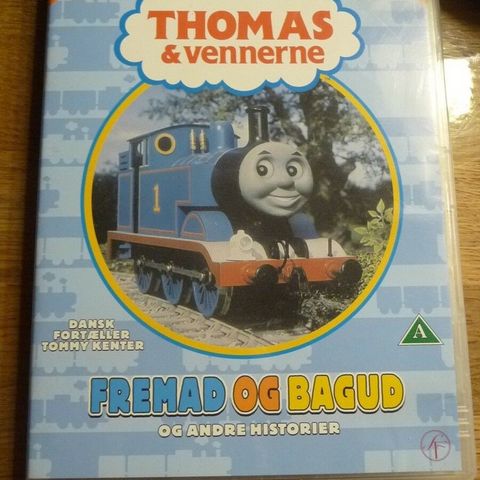 THOMAS
& vennerne
1
DANSK
FORTÆLLER
TOMMY KENTER
A
FREMAD OG BAGUD
OG ANDRE HISTORIER